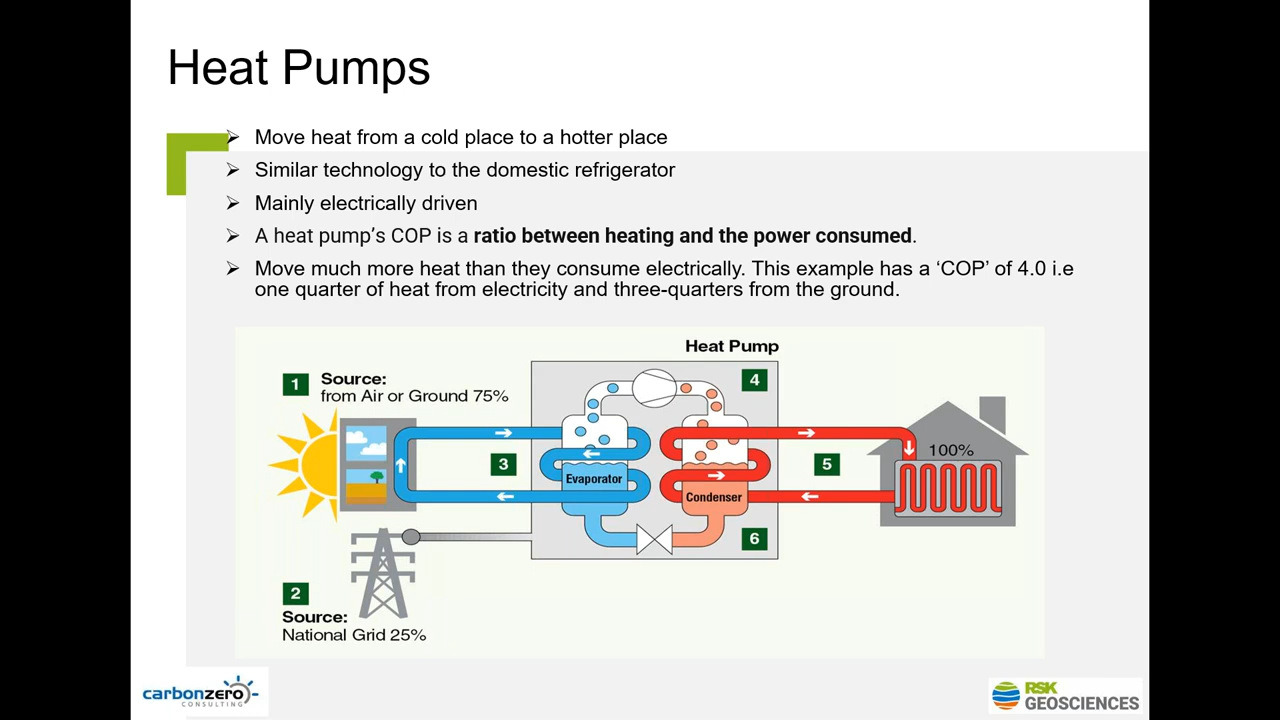 Heat Pumps
➢ Move heat from a cold place to a hotter place
➢ Similar technology to the domestic refrigerator
➢ Mainly electrically driven
➢ A heat pump’s COP is a ratio between heating and the power consumed.
➢ Move much more heat than they consume electrically. This example has a ‘COP’ of 4.0 i.e
one quarter of heat from electricity and three-quarters from the ground.
Heat Pump
1 Source:
from Air or Ground 75%
4
3
5
100%
Evaporator
Condenser
6
2
Source:
National Grid 25%
carbonzero
CONSULTING
RSK
GEOSCIENCES